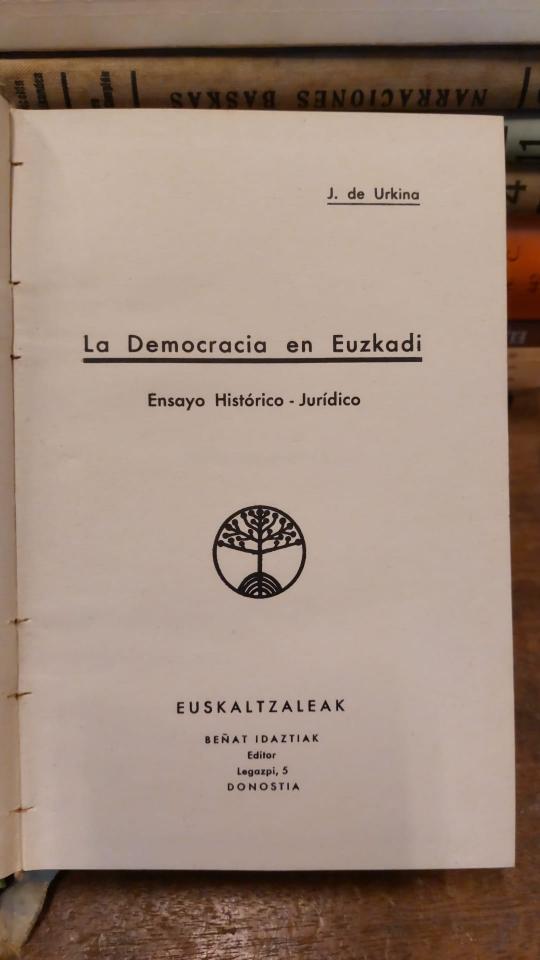 NARRACIONES BASKAS
J. de Urkina
La Democracia en Euzkadi
Ensayo Histórico - Jurídico
EUSKALTZALEAK
BEÑAT IDAZTIAK
Editor
Legazpi, 5
DONOSTIA